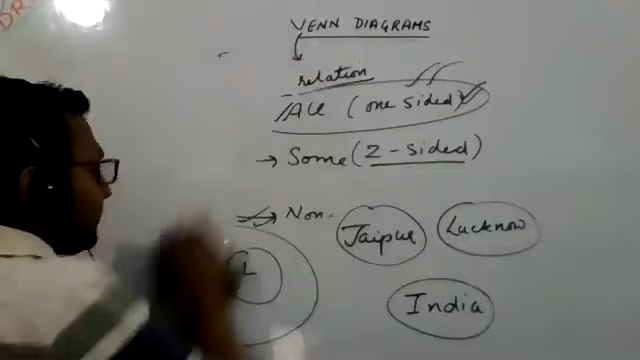 VENN DIAGRAMS
relation
All (one sided)
→ Some (2-sided)
→ Non.
Jaipur
Lucknow
L
India